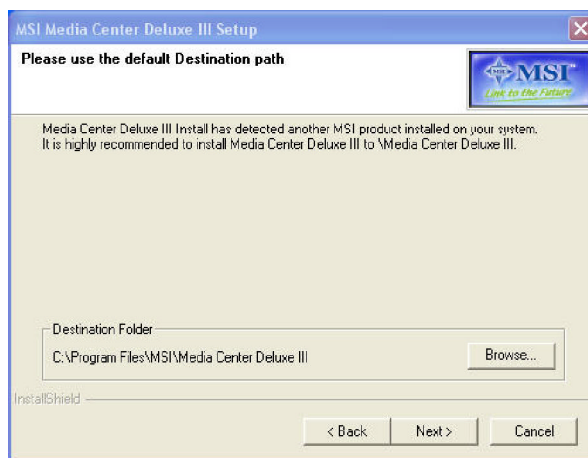 MSI Media Center Deluxe III Setup
Please use the default Destination path
MSI
Link to the Future
Media Center Deluxe III Install has detected another MSI product installed on your system.
It is highly recommended to install Media Center Deluxe III to \Media Center Deluxe III.
Destination Folder
C:\Program Files\MSI\Media Center Deluxe III
Browse...
InstallShield
< Back
Next >
Cancel